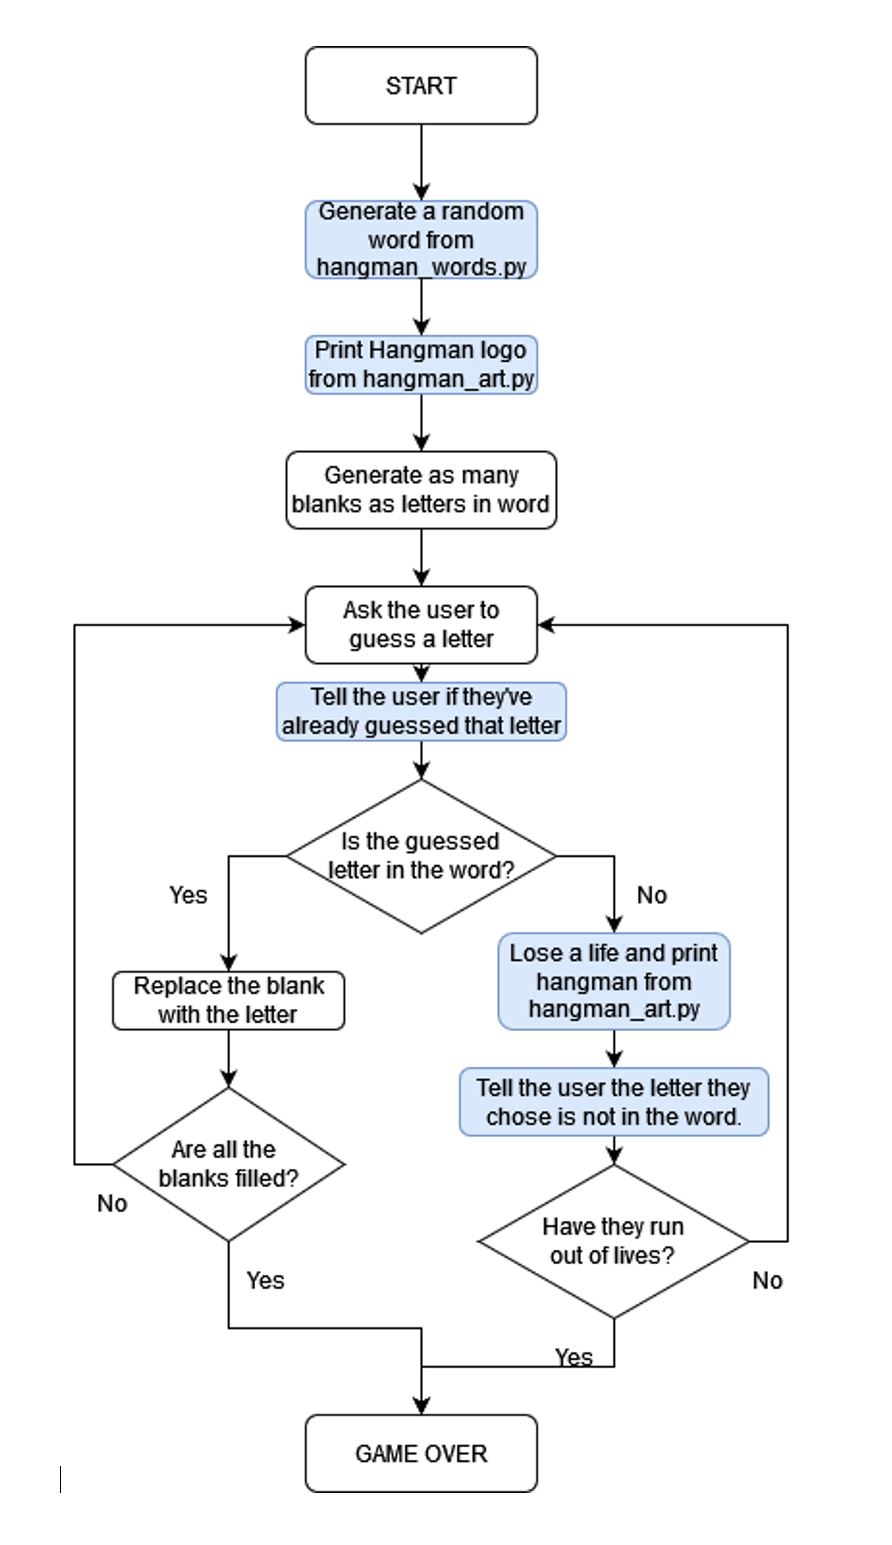 START
Generate a random
word from
hangman_words.py
Print Hangman logo
from hangman_art.py
Generate as many
blanks as letters in word
Ask the user to
guess a letter
Tell the user if they've
already guessed that letter
Is the guessed
letter in the word?
Yes
No
Replace the blank
with the letter
Lose a life and print
hangman from
hangman_art.py
Tell the user the letter they
chose is not in the word.
Are all the
blanks filled?
No
Yes
Have they run
out of lives?
No
Yes
GAME OVER